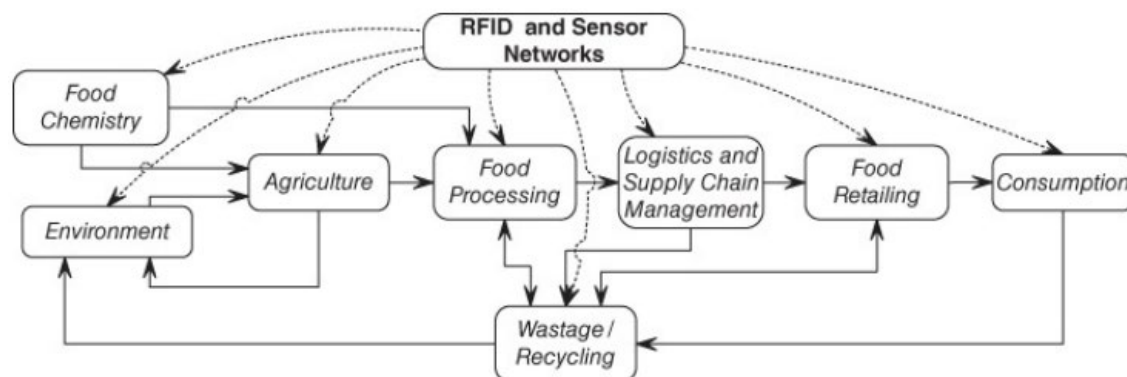 RFID and Sensor
Networks
Food
Chemistry
Agriculture
Food
Processing
Logistics and
Supply Chain
Management
Food
Retailing
Consumption
Environment
Wastage /
Recycling